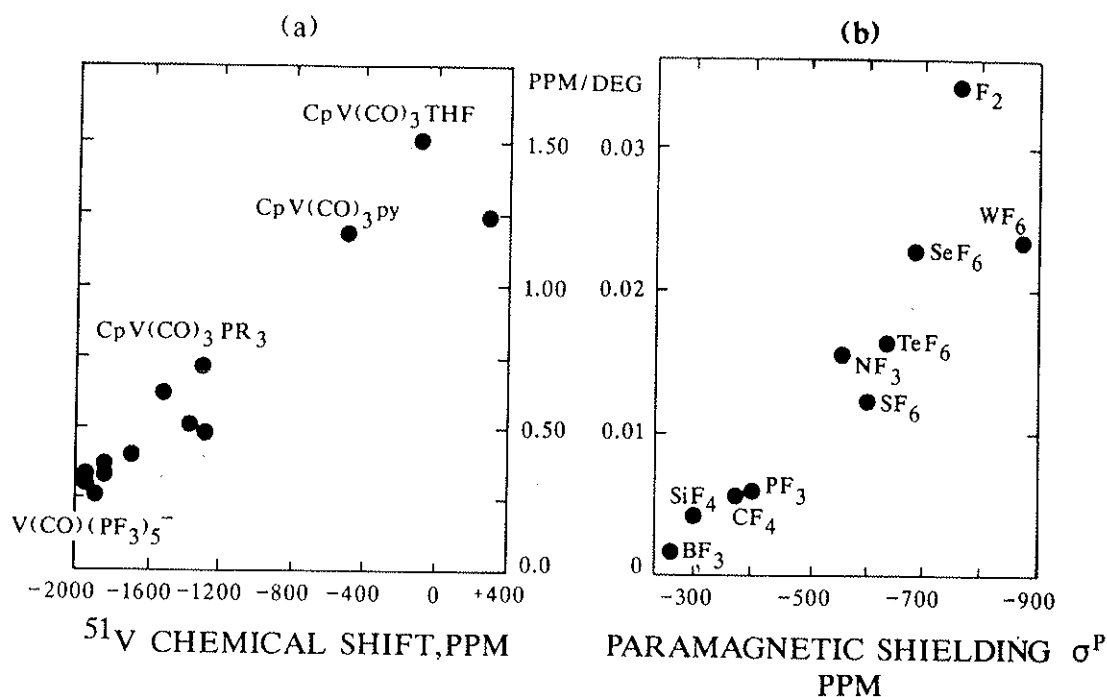 (a)
(b)
PPM/DEG
CpV(CO)3THF
1.50
CpV(CO)3py
1.00
CpV(CO)3PR3
0.50
V(CO)(PF3)5−
0.0
−2000 −1600 −1200 −400 0 +400
51V CHEMICAL SHIFT,PPM
0.03
F2
WF6
SeF6
0.02
TeF6
NF3
SF6
0.01
PF3
SiF4
CF4
BF3
0
−300 −500 −700 −900
PARAMAGNETIC SHIELDING σP
PPM